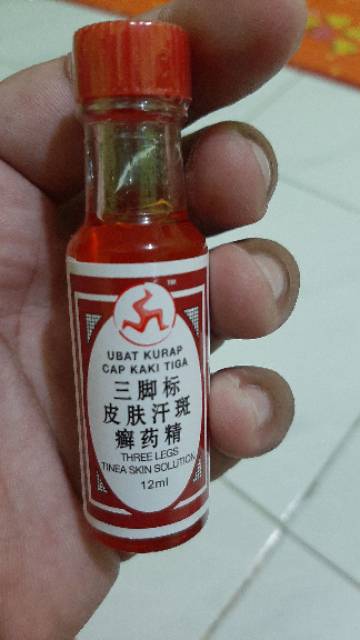 TM
UBAT KURAP
CAP KAKI TIGA
三脚标
皮肤汗斑
癣药精
THREE LEGS
TINEA SKIN SOLUTION
12ml